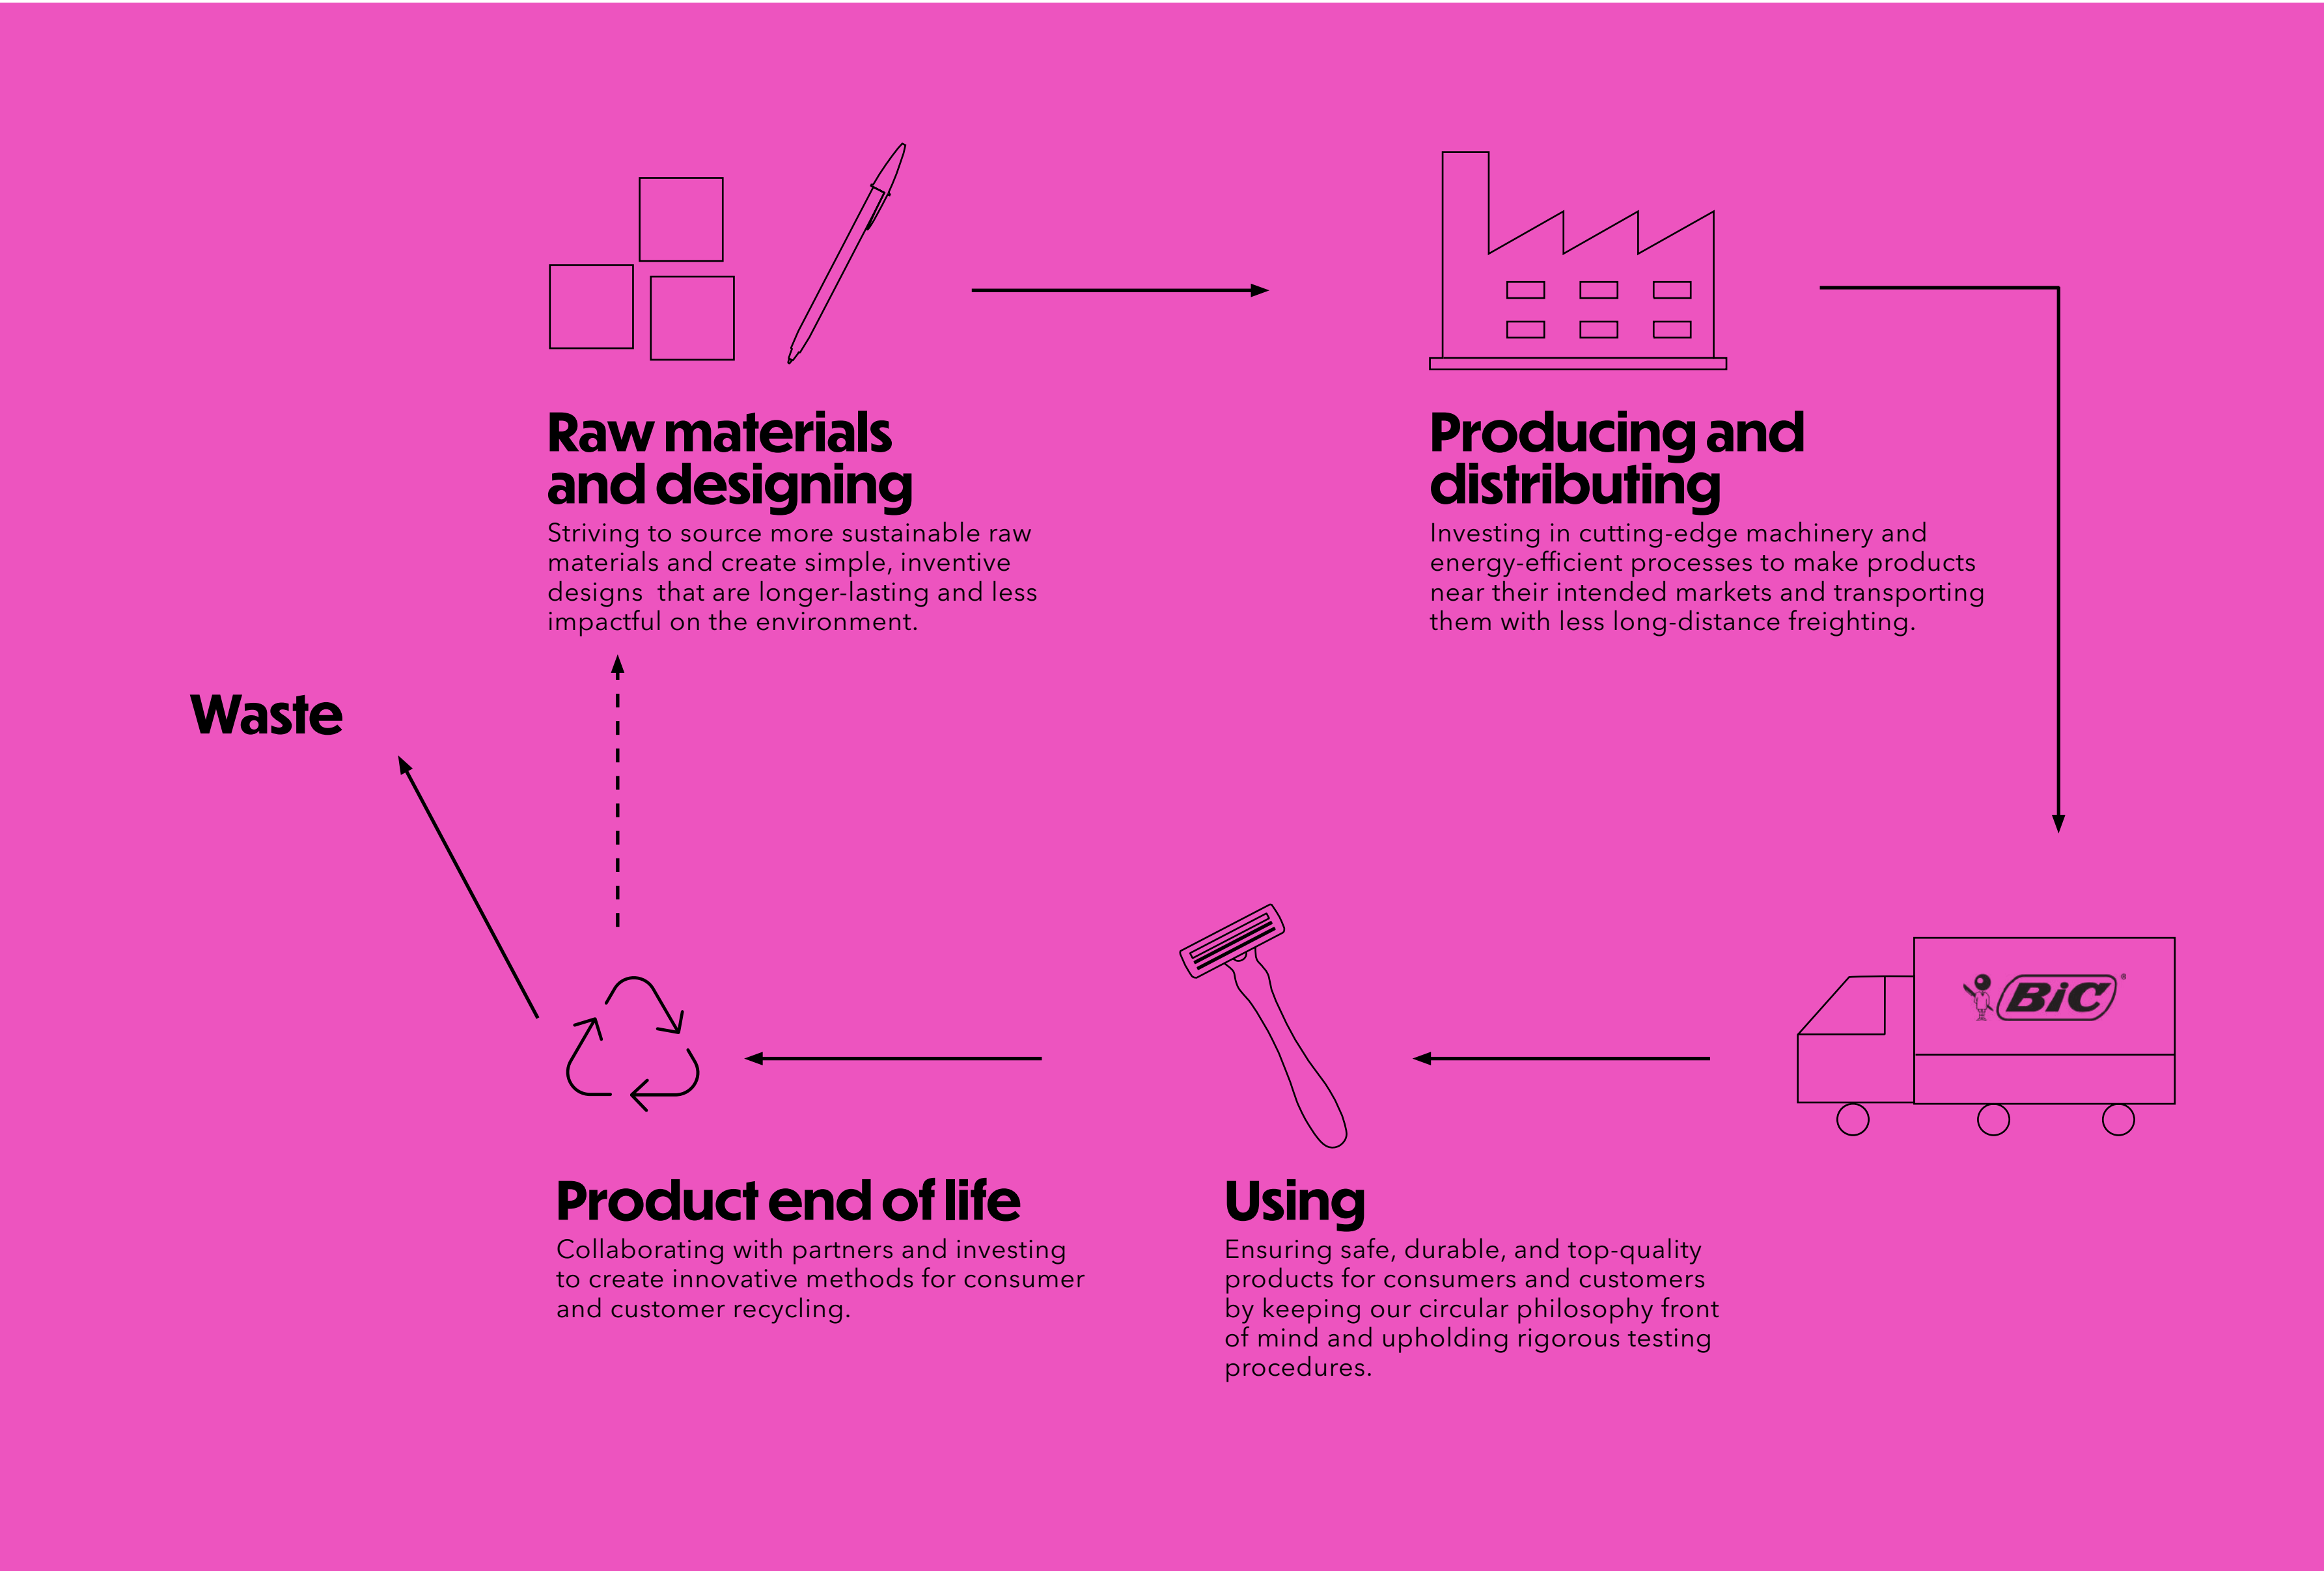 Raw materials
and designing
Striving to source more sustainable raw
materials and create simple, inventive
designs  that are longer-lasting and less
impactful on the environment.
Producing and
distributing
Investing in cutting-edge machinery and
energy-efficient processes to make products
near their intended markets and transporting
them with less long-distance freighting.
Waste
BiC®
Product end of life
Collaborating with partners and investing
to create innovative methods for consumer
and customer recycling.
Using
Ensuring safe, durable, and top-quality
products for consumers and customers
by keeping our circular philosophy front
of mind and upholding rigorous testing
procedures.